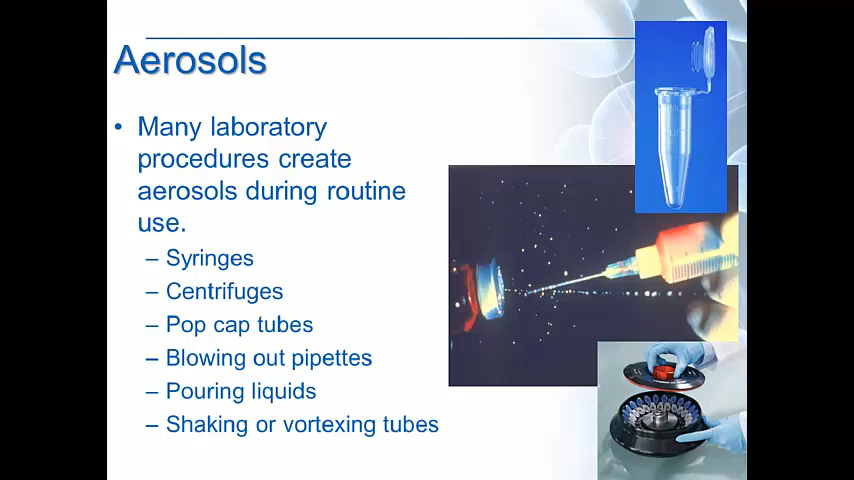 Aerosols
• Many laboratory
procedures create
aerosols during routine
use.
– Syringes
– Centrifuges
– Pop cap tubes
– Blowing out pipettes
– Pouring liquids
– Shaking or vortexing tubes